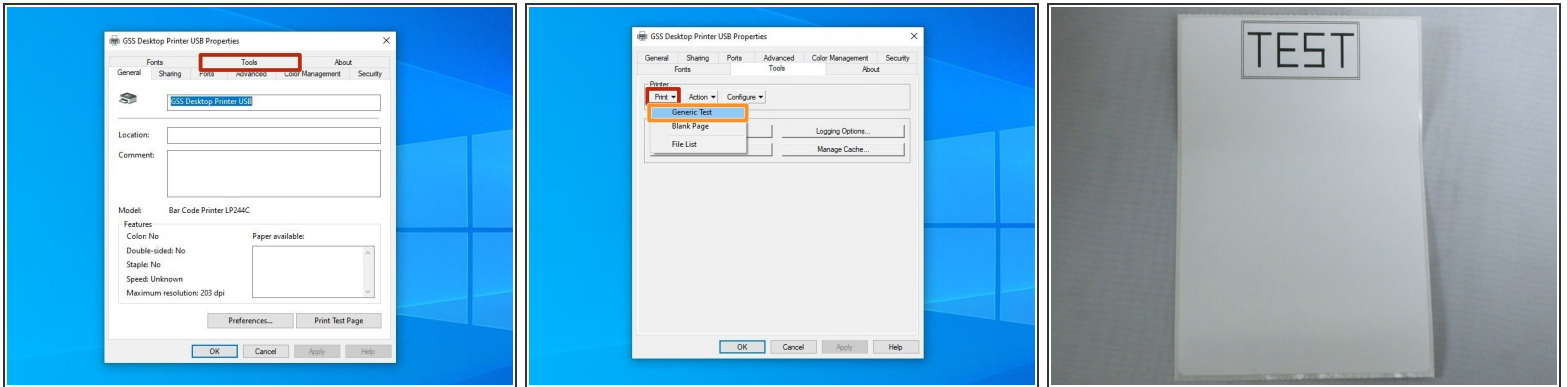 GSS Desktop Printer USB Properties
Fonts Tools About
General Sharing Ports Advanced Color Management Security
GSS Desktop Printer USB
Location:
Comment:
Model: Bar Code Printer LP244C
Features
Color: No
Double-sided: No
Staple: No
Speed: Unknown
Maximum resolution: 203 dpi
Paper available:
Preferences... Print Test Page
OK Cancel Apply Help
GSS Desktop Printer USB Properties
General Sharing Ports Advanced Color Management Security
Fonts Tools About
Printer
Print Action Configure
Generic Test
Blank Page
File List
Logging Options...
Manage Cache...
OK Cancel Apply Help
TEST